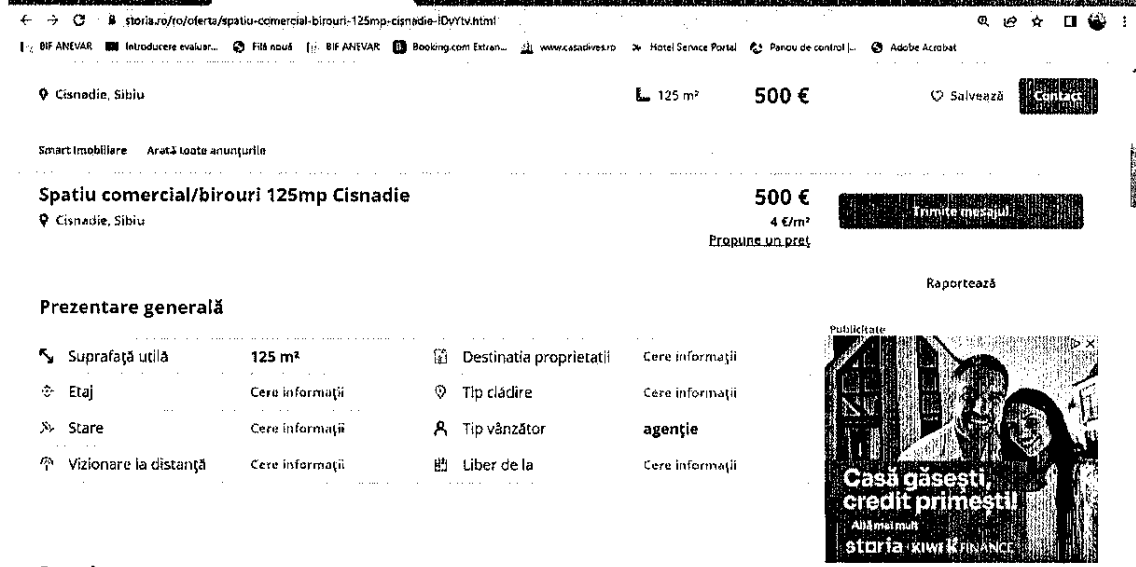 storia.ro/ro/oferta/spatiu-comercial-birouri-125mp-cisnadie-IDvYtv.html
BIF ANEVAR Introducere evaluar... Filă nouă BIF ANEVAR Booking.com Extran... www.casadives.ro Hotel Service Portal Panou de control |... Adobe Acrobat
Cisnadie, Sibiu 125 m² 500 € Salvează Contact
Smart Imobiliare Arată toate anunțurile
Spatiu comercial/birouri 125mp Cisnadie 500 € Trimite mesajul
Cisnadie, Sibiu 4 €/m²
Propune un preț
Raportează
Prezentare generală
Publicitate
Suprafață utilă 125 m² Destinatia proprietatii Cere informații
Etaj Cere informații Tip clădire Cere informații
Stare Cere informații Tip vânzător agenție
Vizionare la distanță Cere informații Liber de la Cere informații
Casă găsești,
credit primești!
Află mai mult
storia KIWI FINANCE